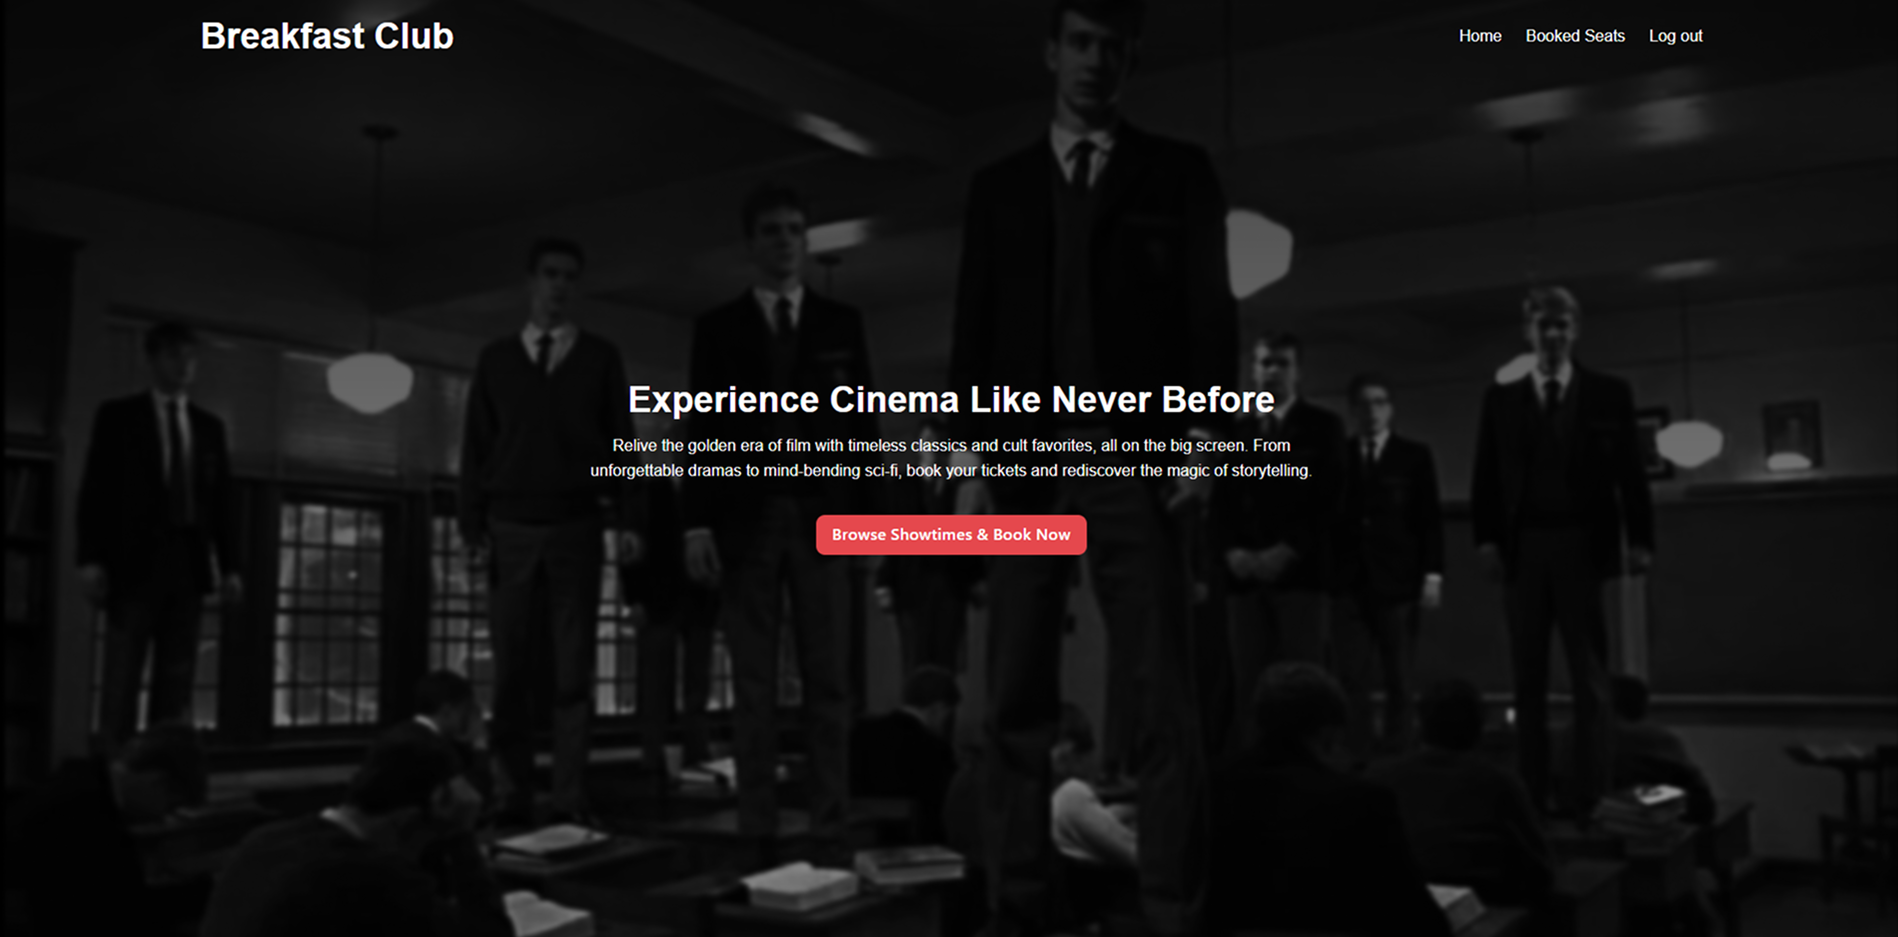 Breakfast Club
Home Booked Seats Log out
Experience Cinema Like Never Before
Relive the golden era of film with timeless classics and cult favorites, all on the big screen. From
unforgettable dramas to mind-bending sci-fi, book your tickets and rediscover the magic of storytelling.
Browse Showtimes & Book Now